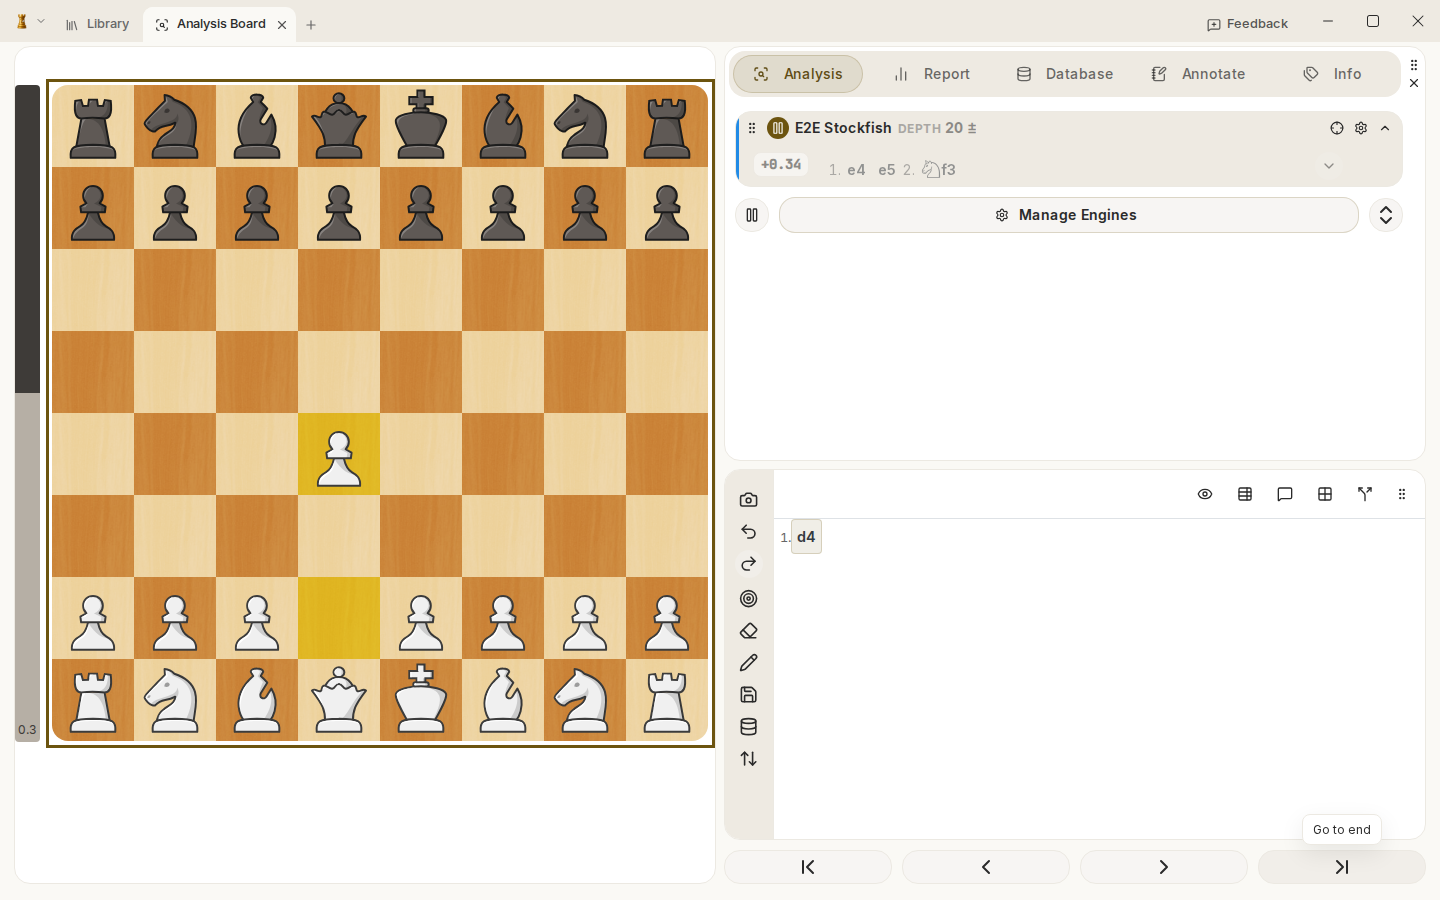 Library
Analysis Board
Feedback
Analysis
Report
Database
Annotate
Info
E2E Stockfish DEPTH 20 ±
+0.34
1. e4 e5 2. f3
Manage Engines
0.3
1. d4
Go to end